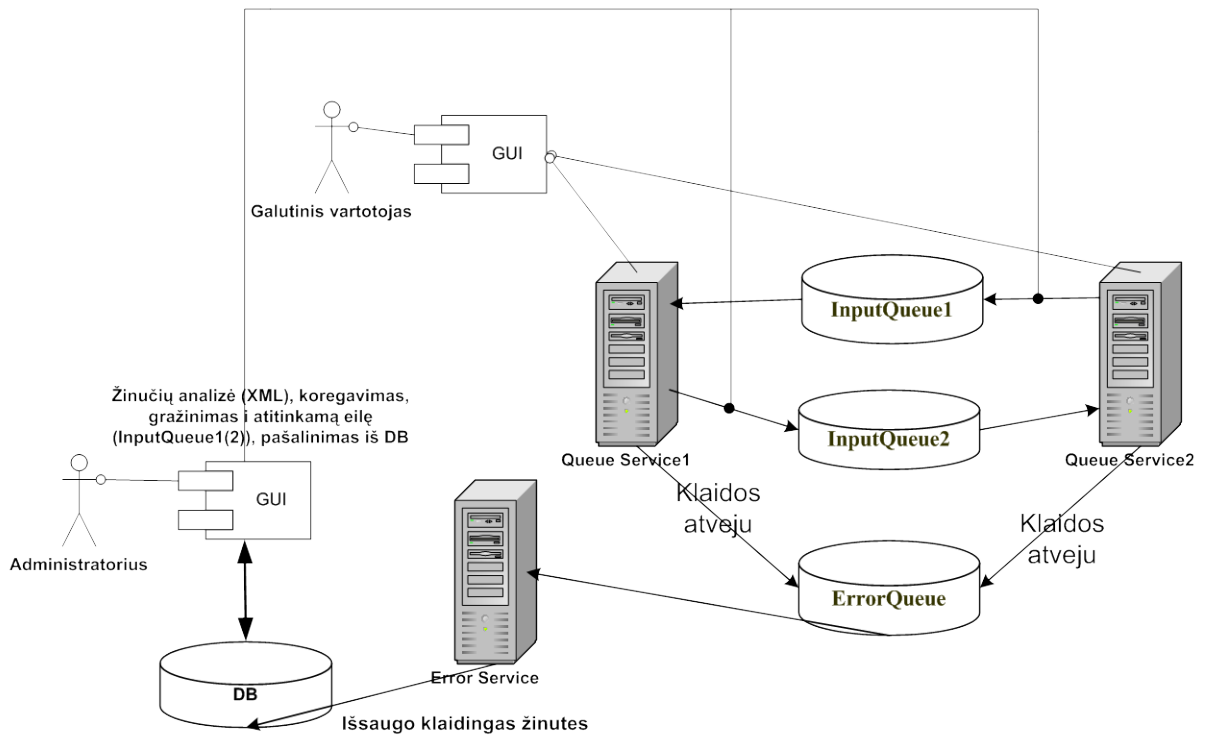 GUI
Galutinis vartotojas
InputQueue1
Žinučių analizė (XML), koregavimas,
gražinimas i atitinkamą eilę
(InputQueue1(2)), pašalinimas iš DB
InputQueue2
Queue Service1
Queue Service2
GUI
Klaidos
atveju
Klaidos
atveju
Administratorius
ErrorQueue
Error Service
DB
Išsaugo klaidingas žinutes